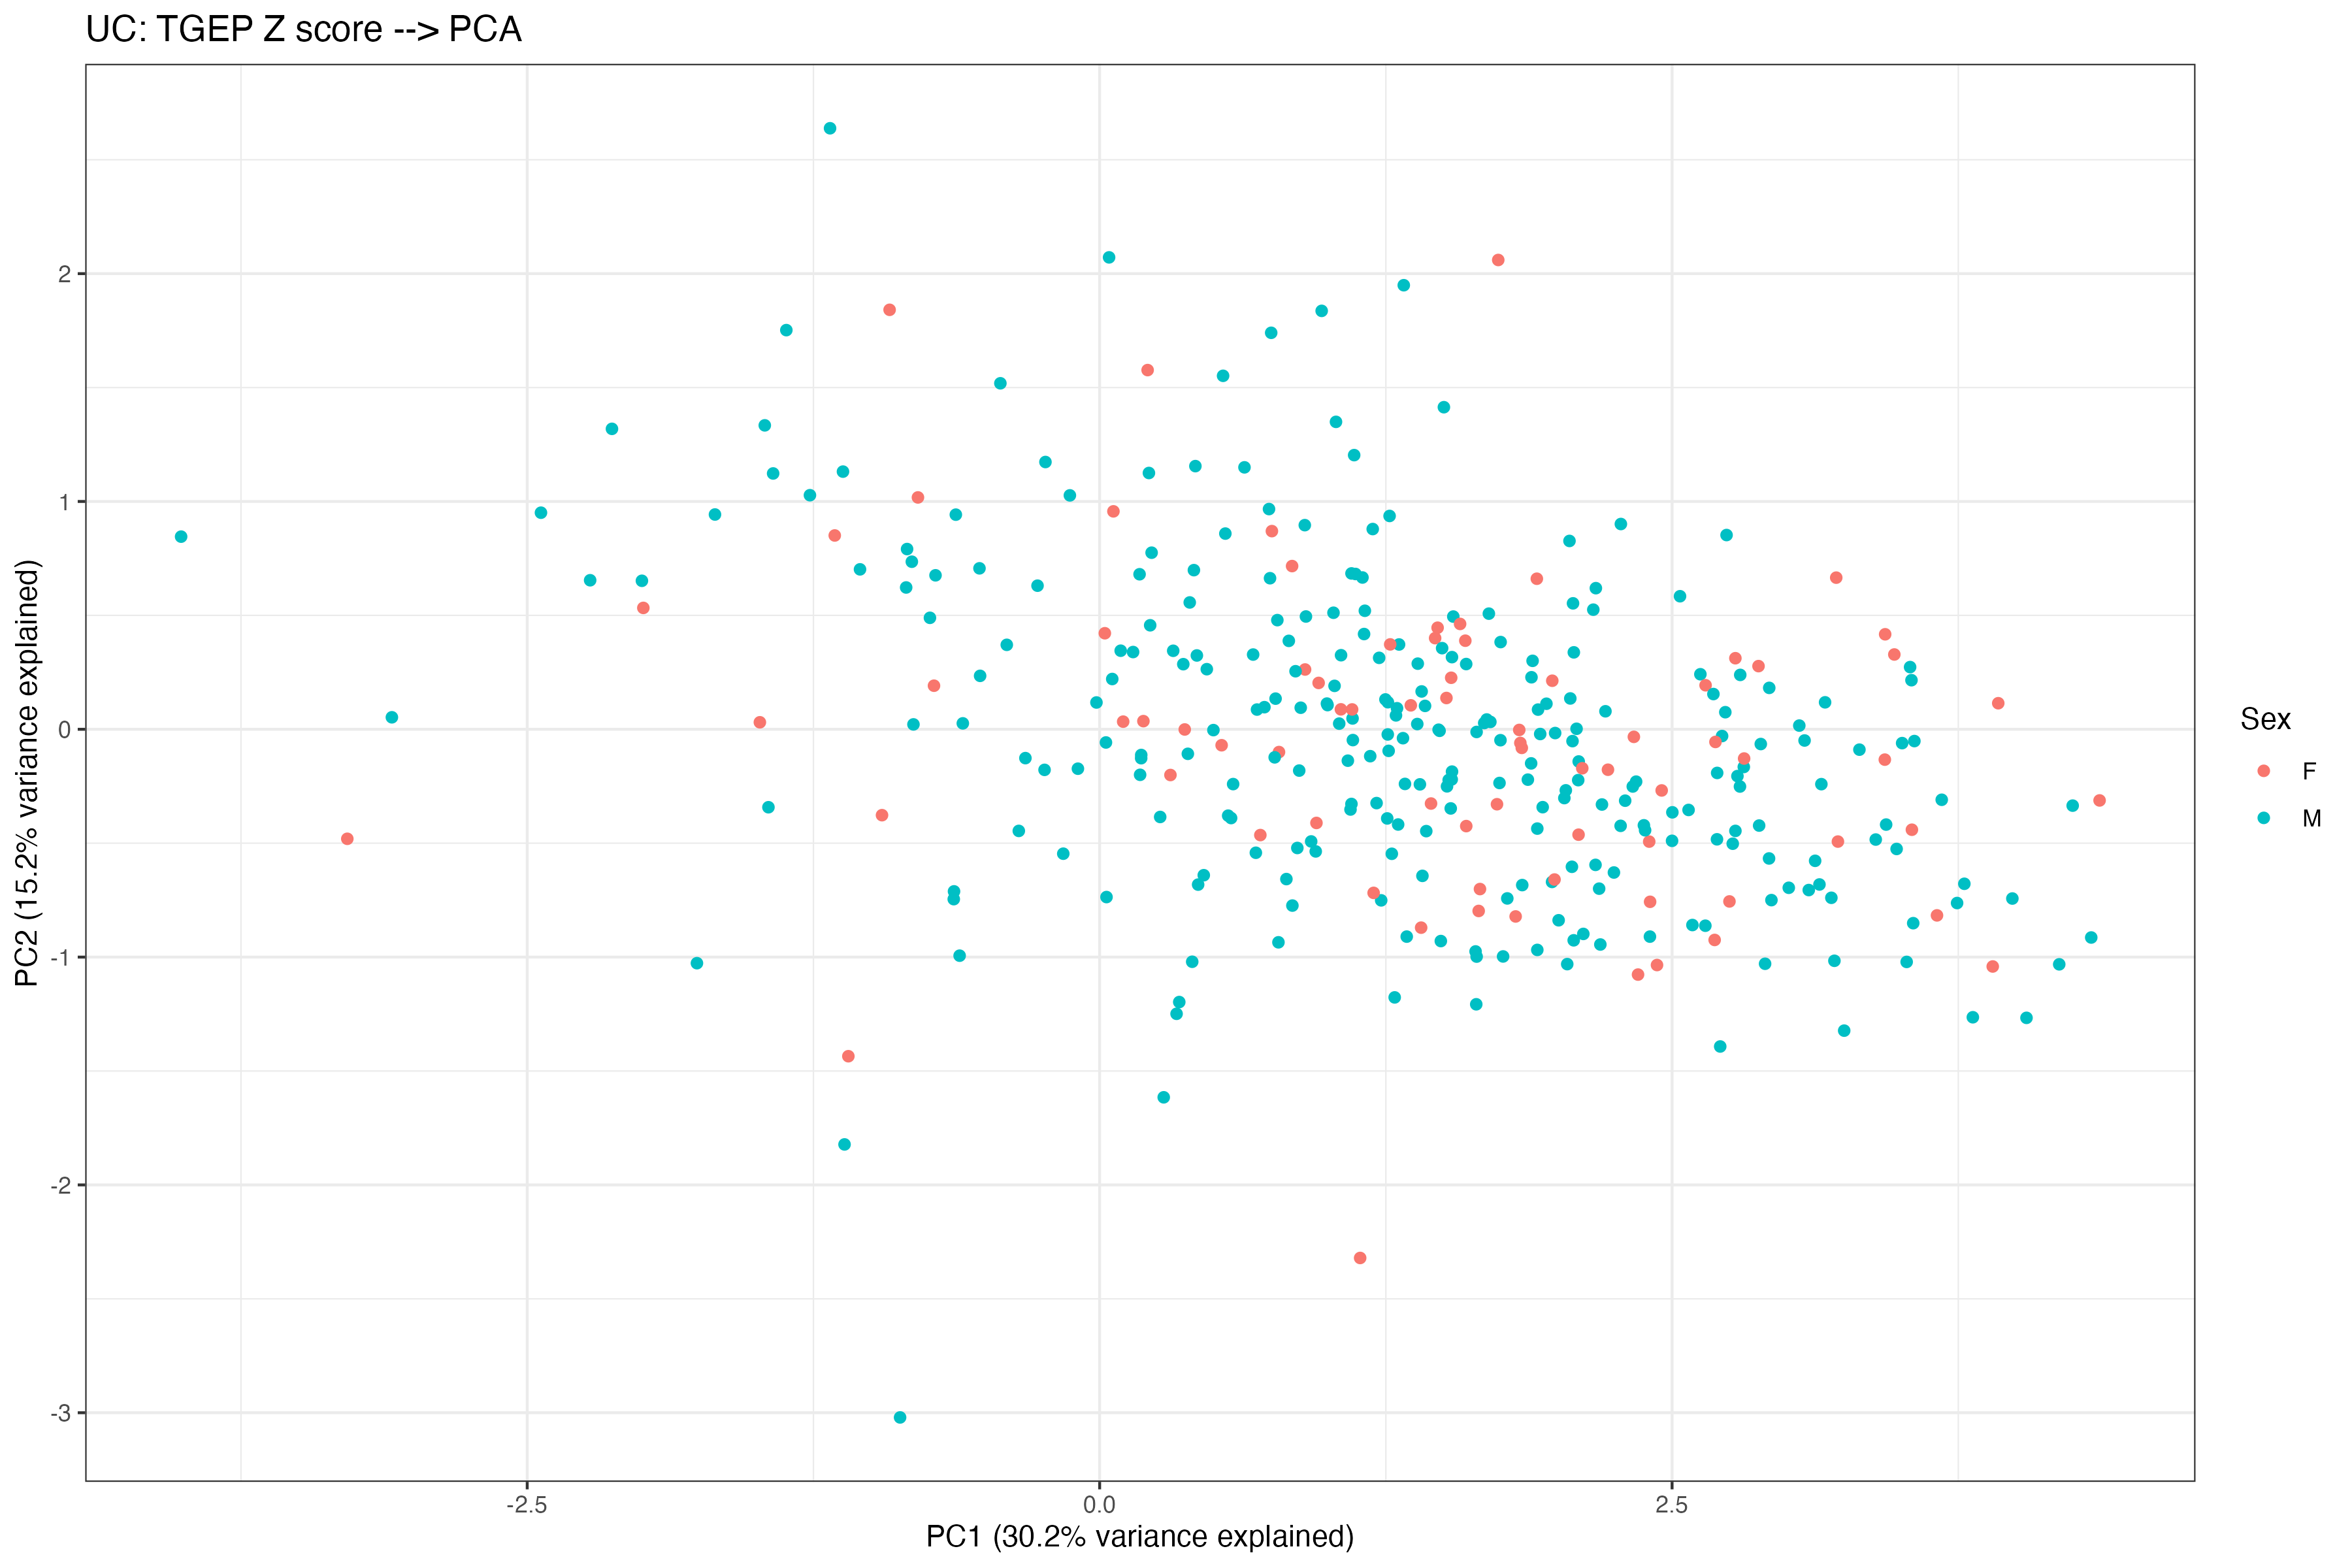 UC: TGEP Z score --> PCA
PC2 (15.2% variance explained)
2
1
0
-1
-2
-3
-2.5
0.0
2.5
PC1 (30.2% variance explained)
Sex
F
M